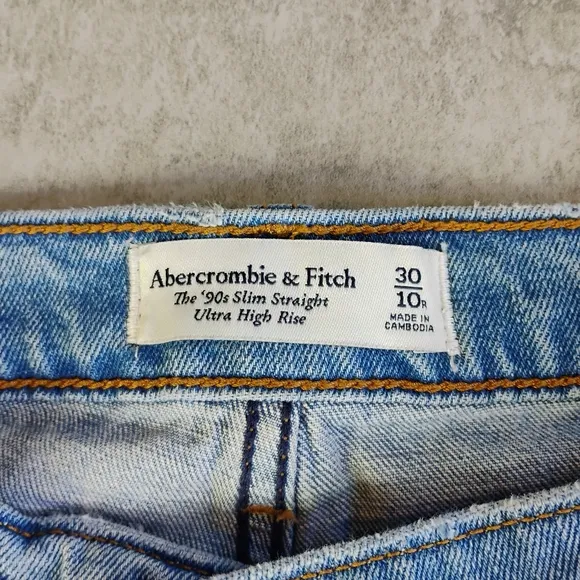 Abercrombie & Fitch
The '90s Slim Straight
Ultra High Rise
30
10R
MADE IN
CAMBODIA